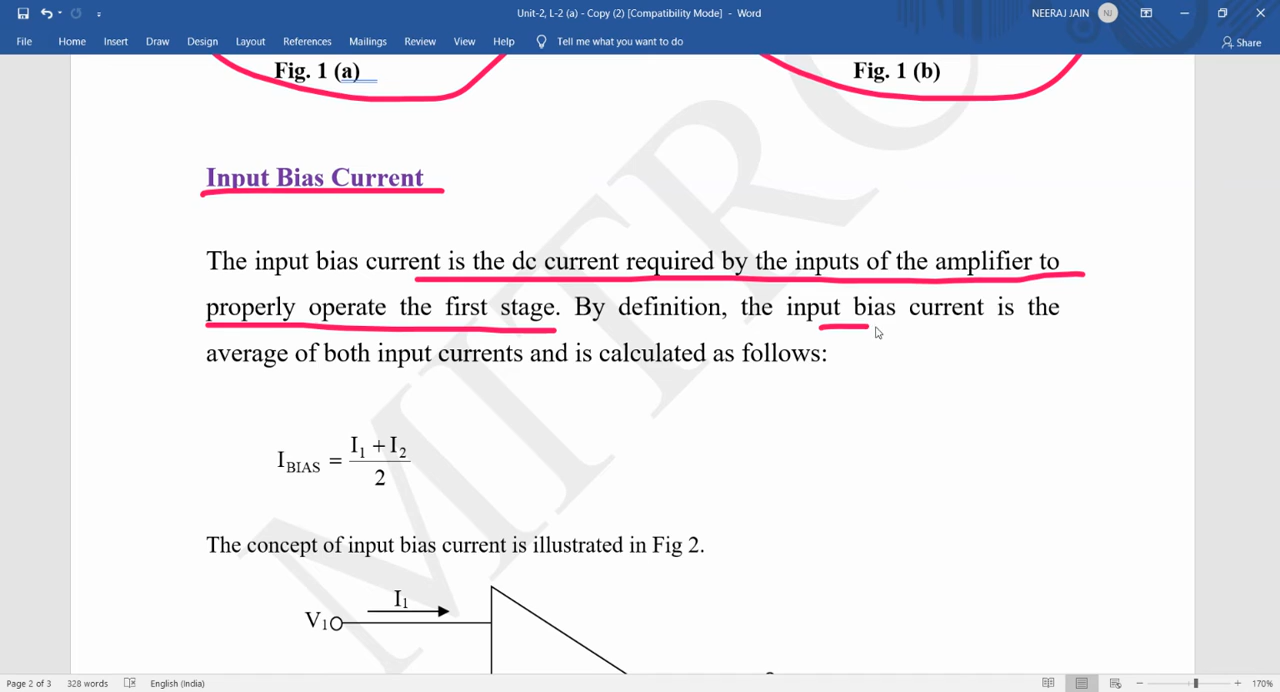 Unit-2, L-2 (a) - Copy (2) [Compatibility Mode] - Word
NEERAJ JAIN NJ
File Home Insert Draw Design Layout References Mailings Review View Help Tell me what you want to do Share
Fig. 1 (a) Fig. 1 (b)
Input Bias Current
The input bias current is the dc current required by the inputs of the amplifier to
properly operate the first stage. By definition, the input bias current is the
average of both input currents and is calculated as follows:
I_BIAS = (I₁ + I₂) / 2
The concept of input bias current is illustrated in Fig 2.
I₁
V₁
MITRC
Page 2 of 3 328 words English (India) 170%